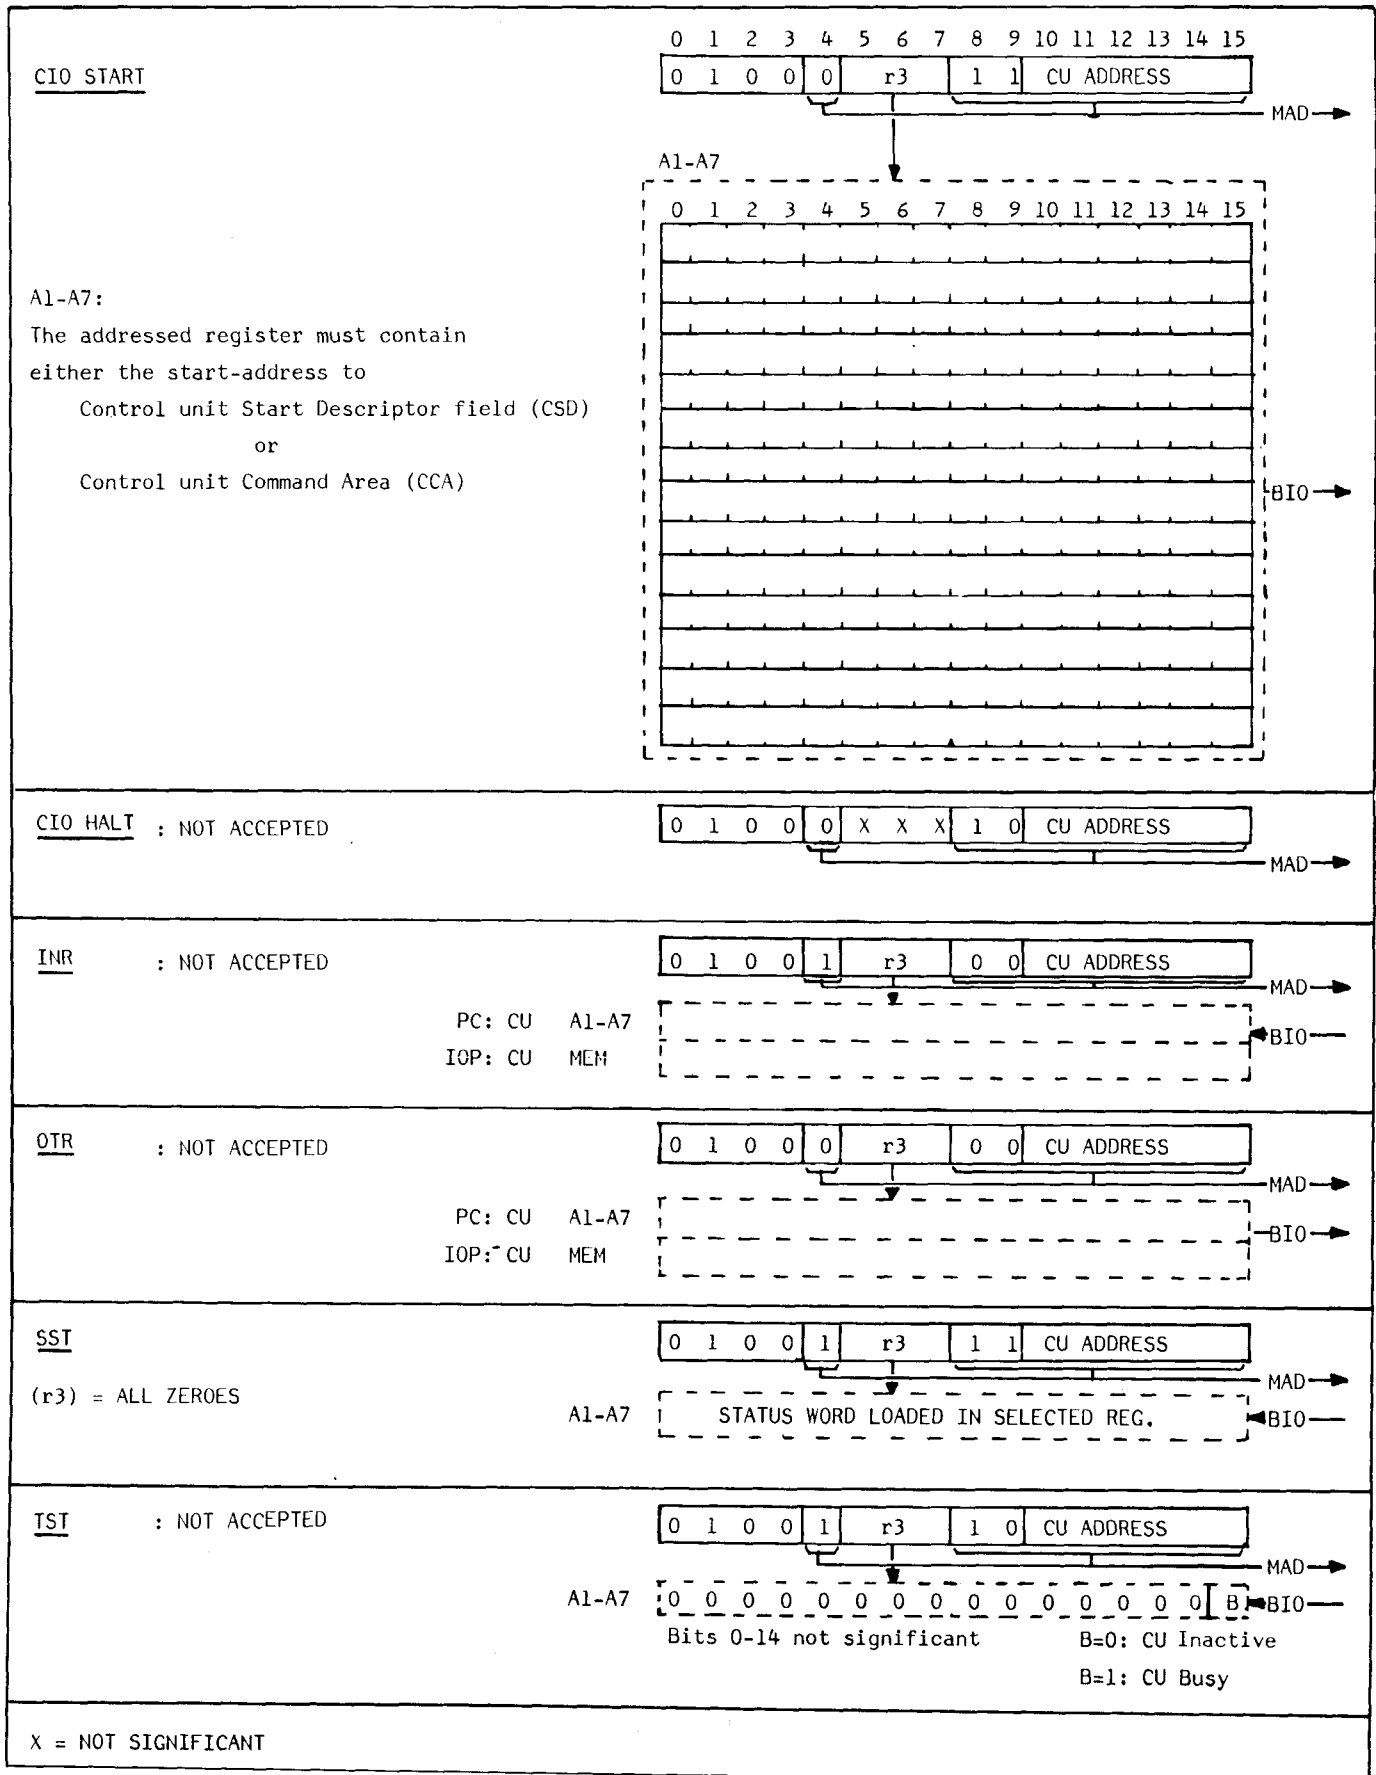 0 1 2 3 4 5 6 7 8 9 10 11 12 13 14 15
CIO START
0 1 0 0 0 r3 1 1 CU ADDRESS
MAD
A1-A7
0 1 2 3 4 5 6 7 8 9 10 11 12 13 14 15
A1-A7:
The addressed register must contain
either the start-address to
Control unit Start Descriptor field (CSD)
or
Control unit Command Area (CCA)
BIO
CIO HALT : NOT ACCEPTED
0 1 0 0 0 X X X 1 0 CU ADDRESS
MAD
INR : NOT ACCEPTED
0 1 0 0 1 r3 0 0 CU ADDRESS
MAD
PC: CU A1-A7
BIO
IOP: CU MEM
OTR : NOT ACCEPTED
0 1 0 0 0 r3 0 0 CU ADDRESS
MAD
PC: CU A1-A7
BIO
IOP: CU MEM
SST
0 1 0 0 1 r3 1 1 CU ADDRESS
MAD
(r3) = ALL ZEROES
A1-A7 STATUS WORD LOADED IN SELECTED REG. BIO
TST : NOT ACCEPTED
0 1 0 0 1 r3 1 0 CU ADDRESS
MAD
A1-A7 0 0 0 0 0 0 0 0 0 0 0 0 0 0 0 B BIO
Bits 0-14 not significant B=0: CU Inactive
B=1: CU Busy
X = NOT SIGNIFICANT